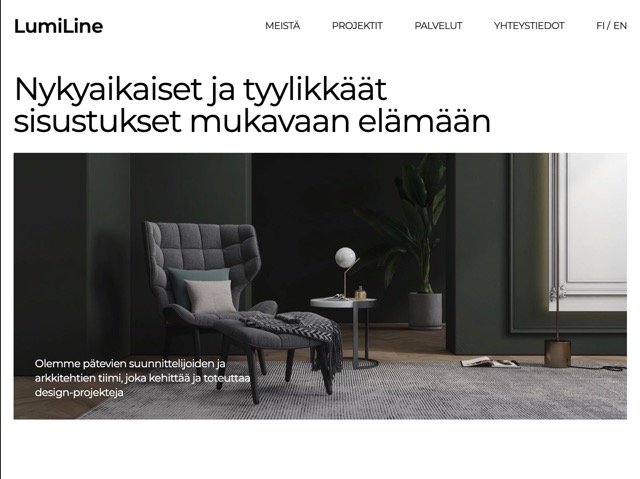 LumiLine
MEISTÄ PROJEKTIT PALVELUT YHTEYSTIEDOT FI / EN
Nykyaikaiset ja tyylikkäät
sisustukset mukavaan elämään
Olemme pätevien suunnittelijoiden ja
arkkitehtien tiimi, joka kehittää ja toteuttaa
design-projekteja